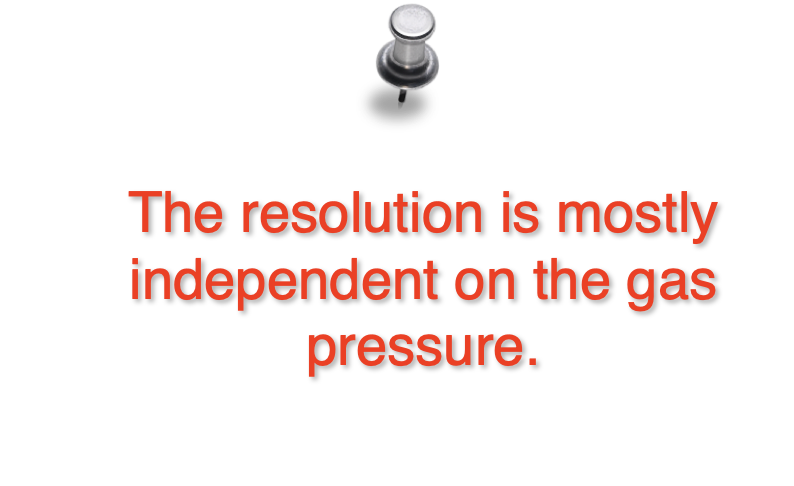 The resolution is mostly
independent on the gas
pressure.